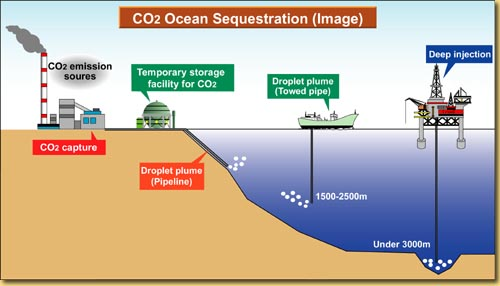 CO2 Ocean Sequestration (Image)
CO2 emission
soures
Temporary storage
facility for CO2
Droplet plume
(Towed pipe)
Deep injection
CO2 capture
Droplet plume
(Pipeline)
1500-2500m
Under 3000m